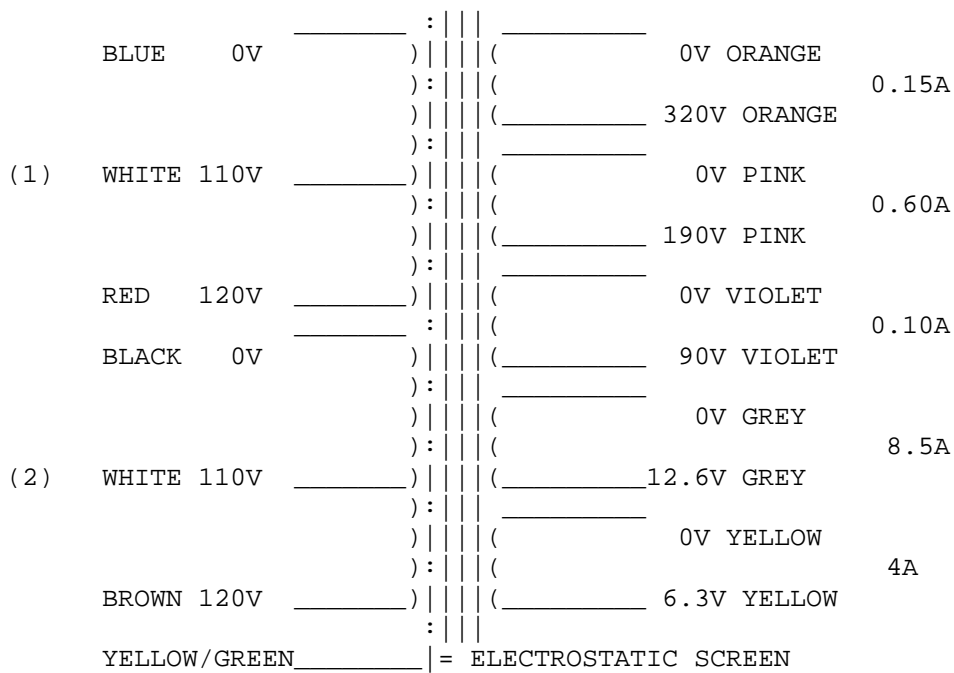 BLUE 0V 0V ORANGE
0.15A
320V ORANGE
(1) WHITE 110V 0V PINK
0.60A
190V PINK
RED 120V 0V VIOLET
0.10A
BLACK 0V 90V VIOLET
0V GREY
8.5A
(2) WHITE 110V 12.6V GREY
0V YELLOW
4A
BROWN 120V 6.3V YELLOW
YELLOW/GREEN = ELECTROSTATIC SCREEN